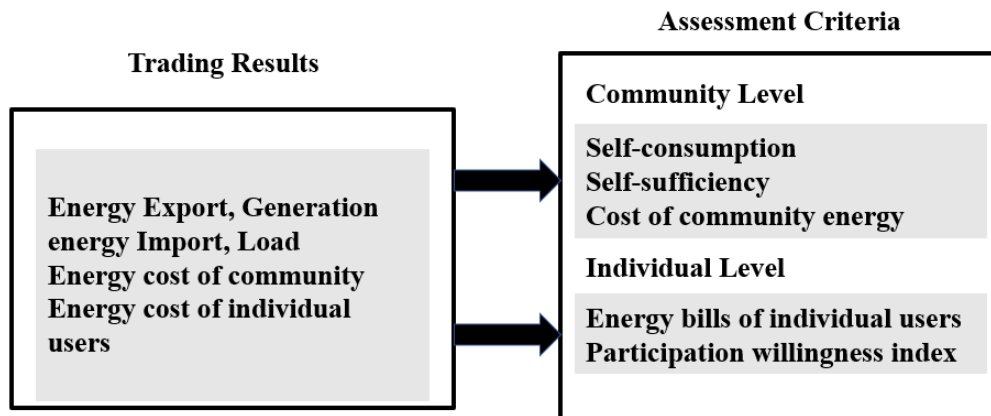 Trading Results
Energy Export, Generation
energy Import, Load
Energy cost of community
Energy cost of individual
users
Assessment Criteria
Community Level
Self-consumption
Self-sufficiency
Cost of community energy
Individual Level
Energy bills of individual users
Participation willingness index